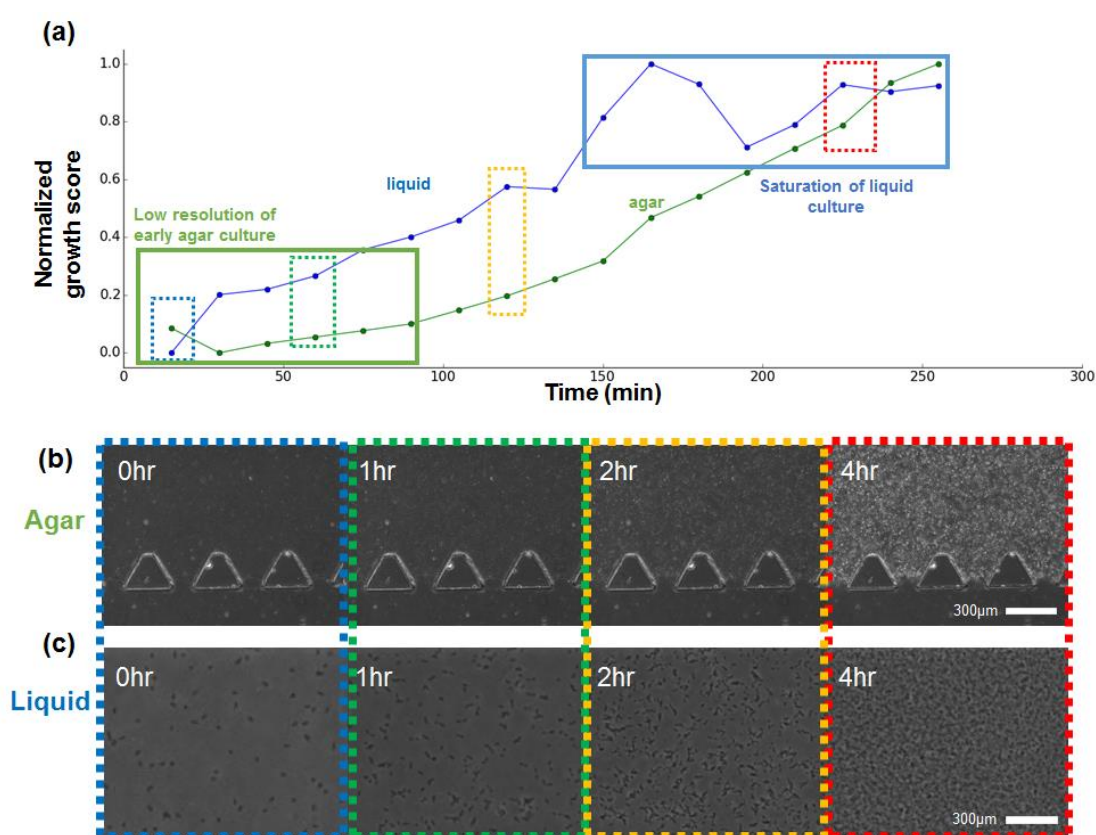 (a)
1.0
0.8
0.6
0.4
0.2
0.0
Normalized
growth score
liquid
agar
Low resolution of
early agar culture
Saturation of liquid
culture
0
50
100
150
200
250
300
Time (min)
(b)
Agar
0hr
1hr
2hr
4hr
300μm
(c)
Liquid
0hr
1hr
2hr
4hr
300μm